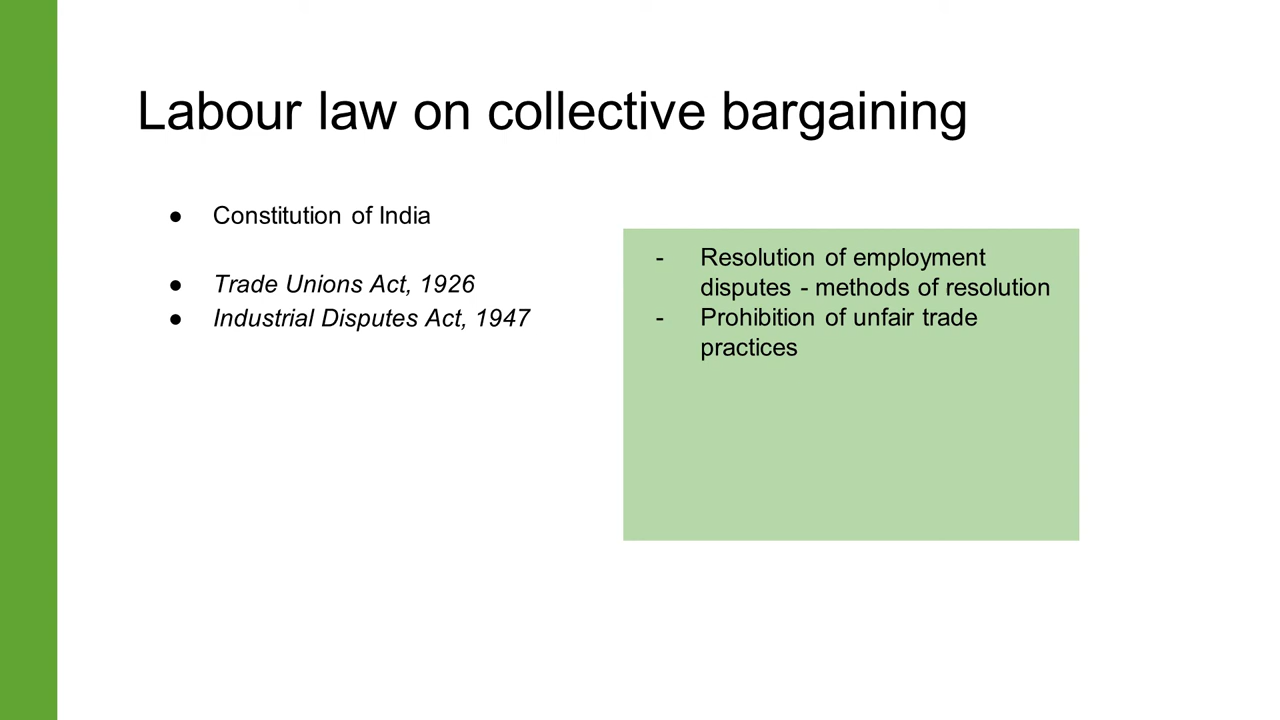 Labour law on collective bargaining
● Constitution of India
● Trade Unions Act, 1926
● Industrial Disputes Act, 1947
- Resolution of employment
disputes - methods of resolution
- Prohibition of unfair trade
practices